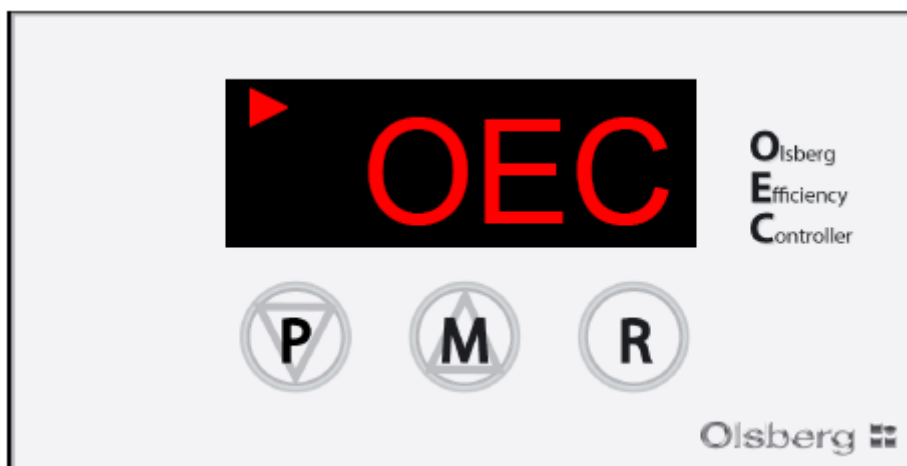 OEC
Olsberg
Efficiency
Controller
P M R
Olsberg